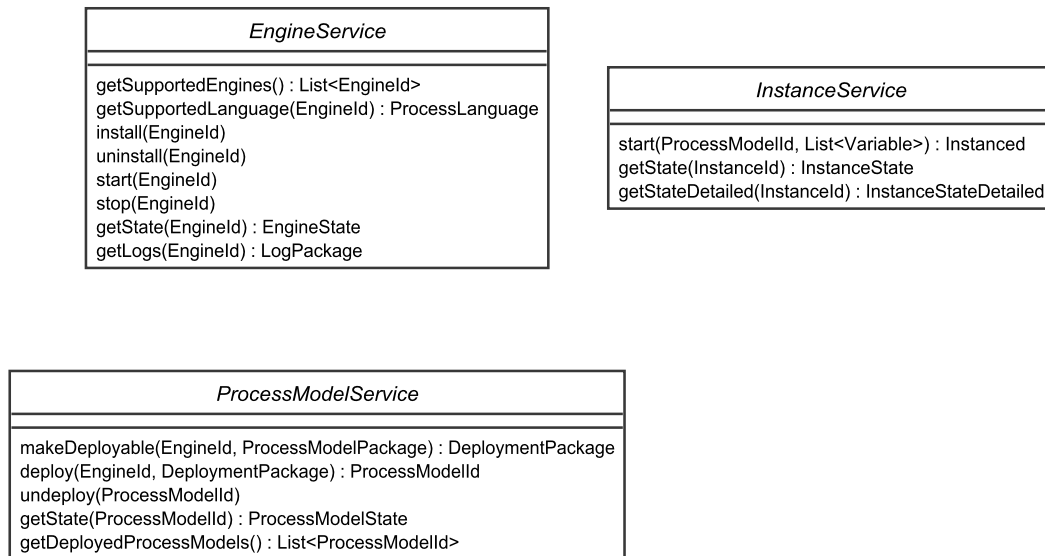 EngineService
getSupportedEngines() : List<EngineId>
getSupportedLanguage(EngineId) : ProcessLanguage
install(EngineId)
uninstall(EngineId)
start(EngineId)
stop(EngineId)
getState(EngineId) : EngineState
getLogs(EngineId) : LogPackage
InstanceService
start(ProcessModelId, List<Variable>) : Instanced
getState(InstanceId) : InstanceState
getStateDetailed(InstanceId) : InstanceStateDetailed
ProcessModelService
makeDeployable(EngineId, ProcessModelPackage) : DeploymentPackage
deploy(EngineId, DeploymentPackage) : ProcessModelId
undeploy(ProcessModelId)
getState(ProcessModelId) : ProcessModelState
getDeployedProcessModels() : List<ProcessModelId>